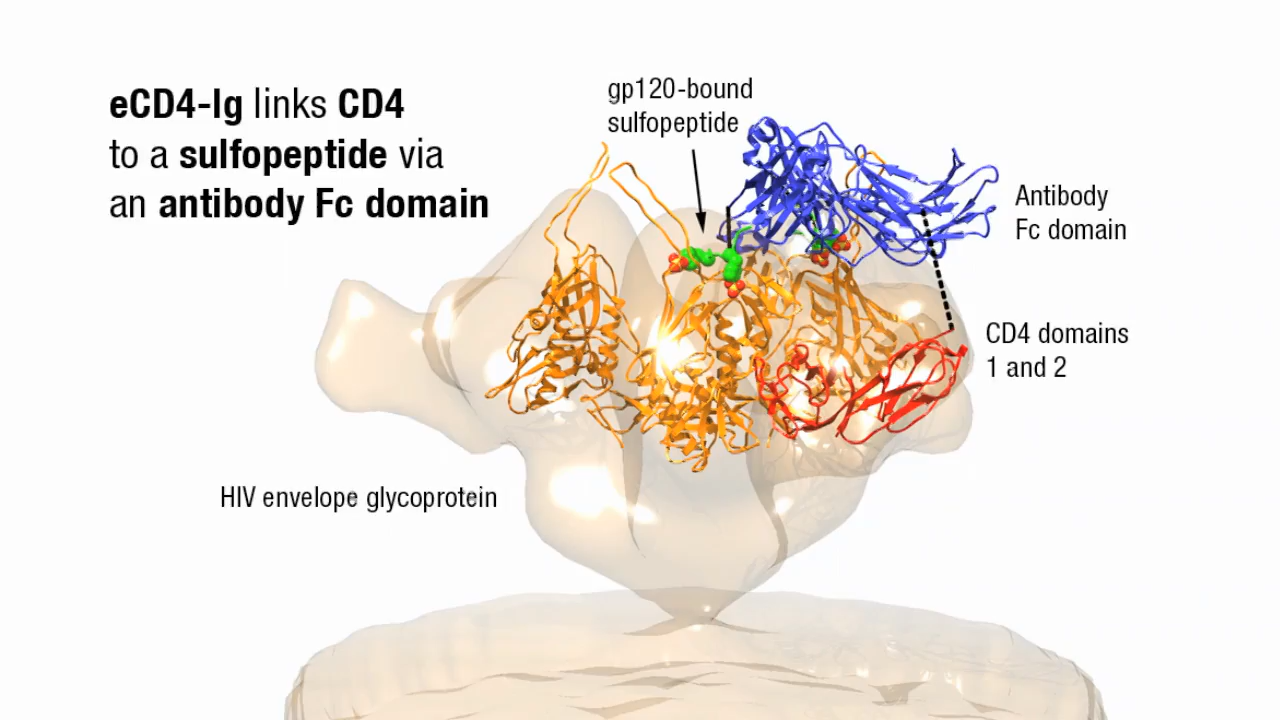 eCD4-Ig links CD4
to a sulfopeptide via
an antibody Fc domain
gp120-bound
sulfopeptide
Antibody
Fc domain
CD4 domains
1 and 2
HIV envelope glycoprotein